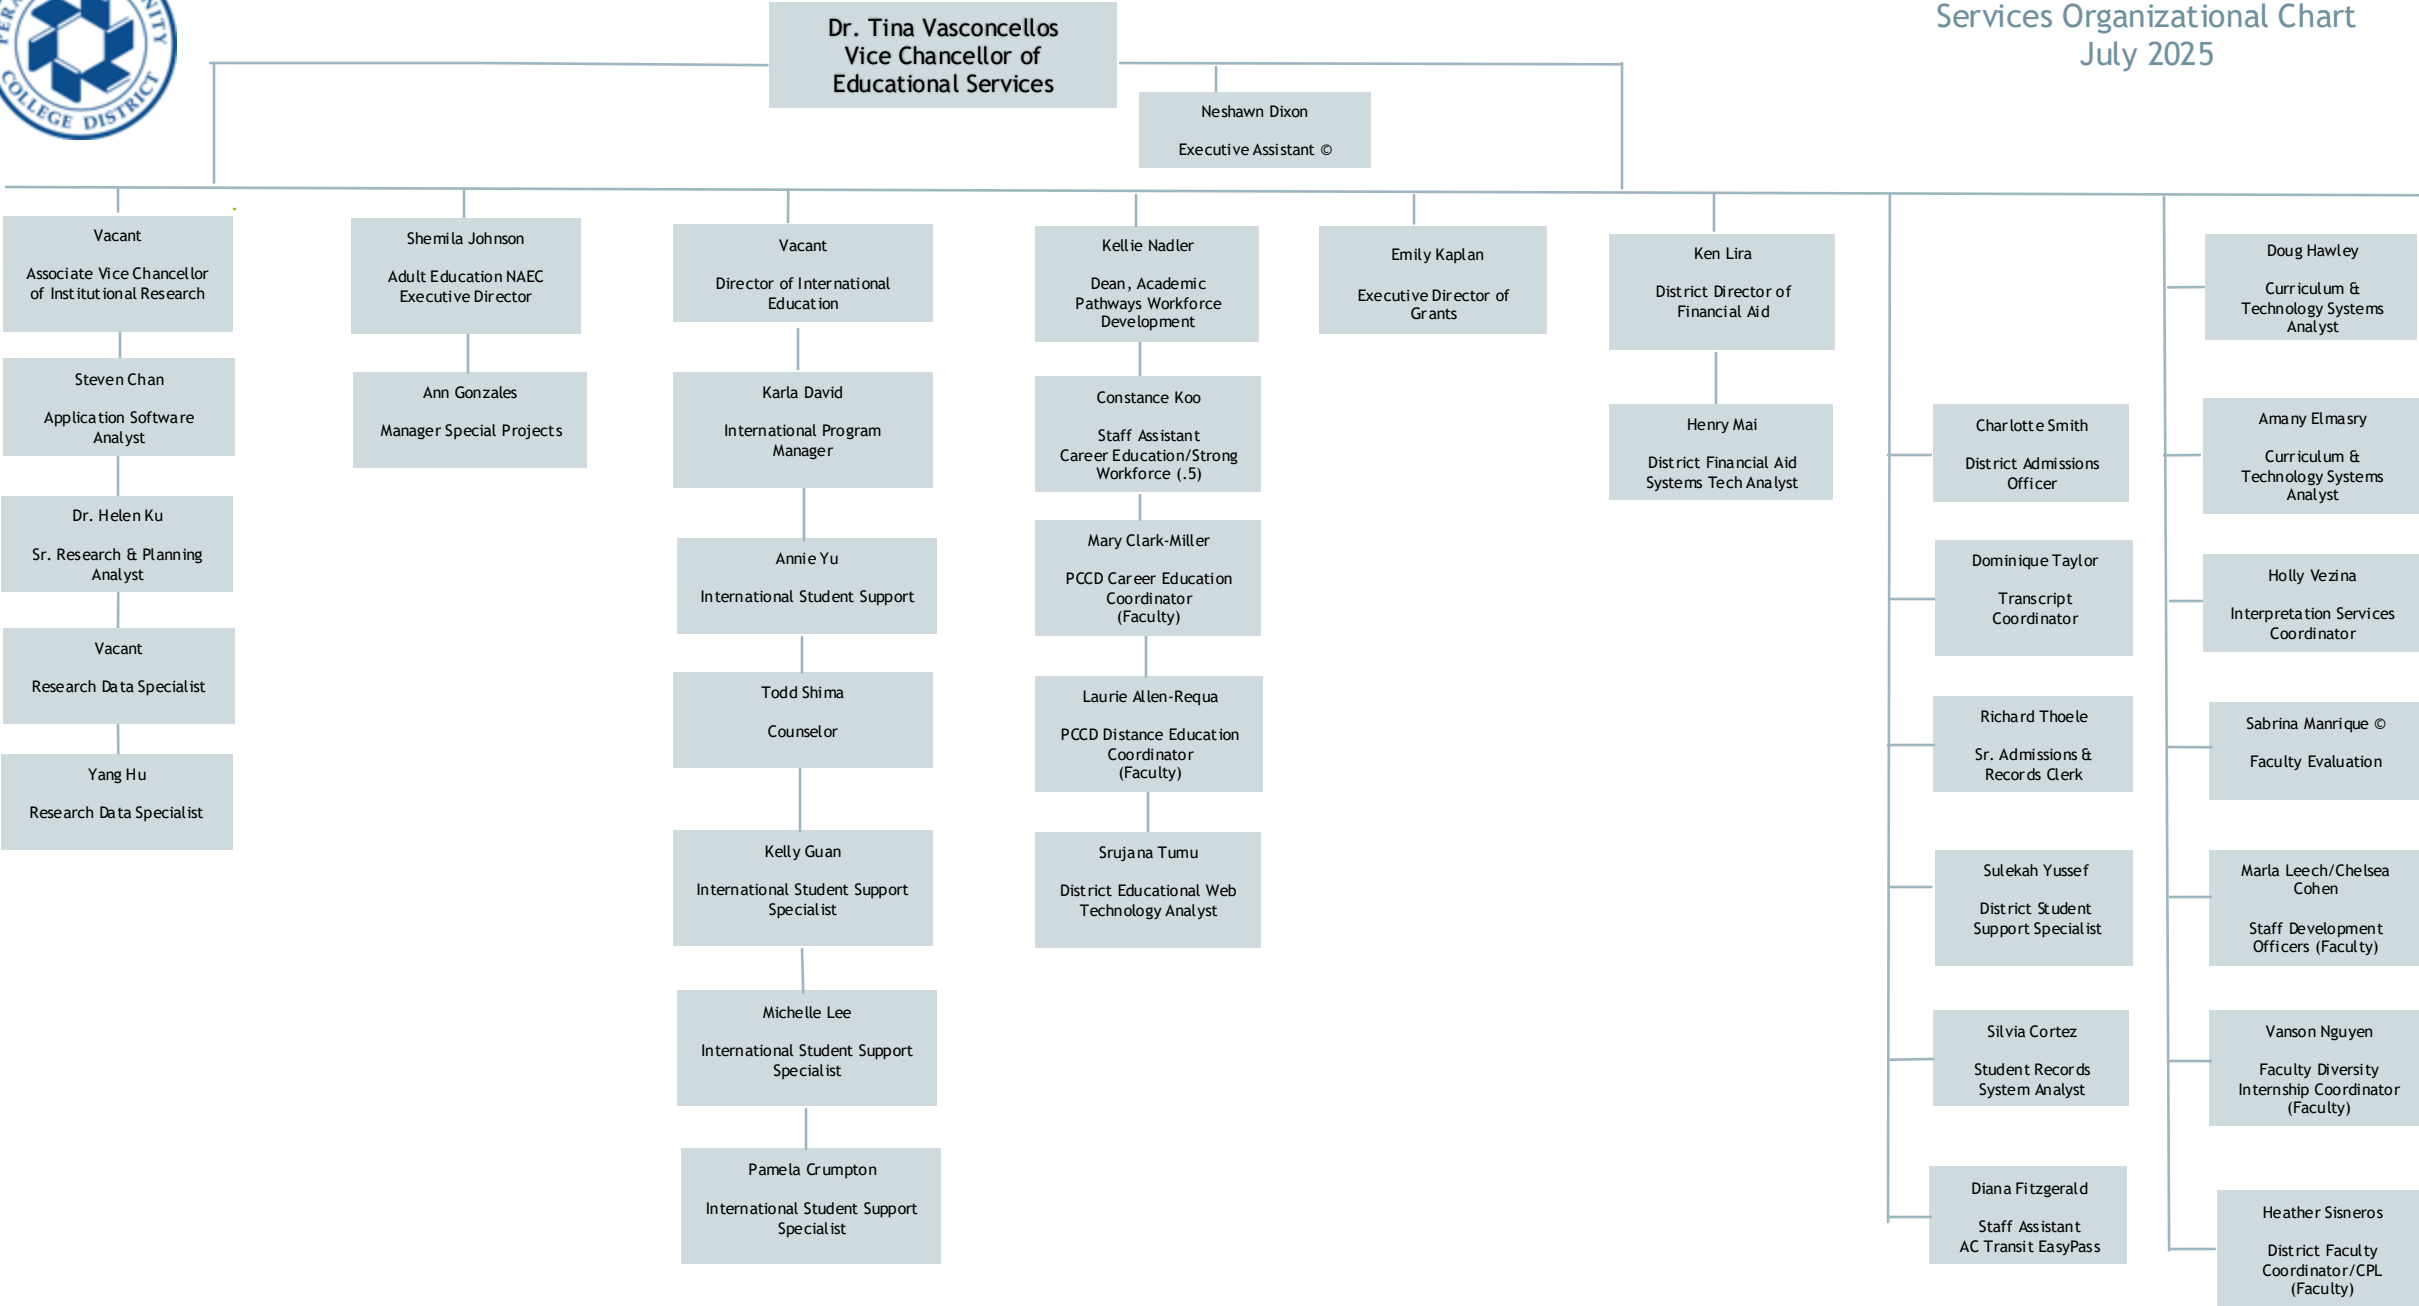 COLLEGE DISTRICT
Services Organizational Chart
July 2025
Dr. Tina Vasconcellos
Vice Chancellor of
Educational Services
Neshawn Dixon
Executive Assistant ©
Vacant
Associate Vice Chancellor
of Institutional Research
Steven Chan
Application Software
Analyst
Dr. Helen Ku
Sr. Research & Planning
Analyst
Vacant
Research Data Specialist
Yang Hu
Research Data Specialist
Shemila Johnson
Adult Education NAEC
Executive Director
Ann Gonzales
Manager Special Projects
Vacant
Director of International
Education
Karla David
International Program
Manager
Annie Yu
International Student Support
Todd Shima
Counselor
Kelly Guan
International Student Support
Specialist
Michelle Lee
International Student Support
Specialist
Pamela Crumpton
International Student Support
Specialist
Kellie Nadler
Dean, Academic
Pathways Workforce
Development
Constance Koo
Staff Assistant
Career Education/Strong
Workforce (.5)
Mary Clark-Miller
PCCD Career Education
Coordinator
(Faculty)
Laurie Allen-Requa
PCCD Distance Education
Coordinator
(Faculty)
Srujana Tumu
District Educational Web
Technology Analyst
Emily Kaplan
Executive Director of
Grants
Ken Lira
District Director of
Financial Aid
Henry Mai
District Financial Aid
Systems Tech Analyst
Charlotte Smith
District Admissions
Officer
Dominique Taylor
Transcript
Coordinator
Richard Thoele
Sr. Admissions &
Records Clerk
Sulekah Yussef
District Student
Support Specialist
Silvia Cortez
Student Records
System Analyst
Diana Fitzgerald
Staff Assistant
AC Transit EasyPass
Doug Hawley
Curriculum &
Technology Systems
Analyst
Amany Elmasry
Curriculum &
Technology Systems
Analyst
Holly Vezina
Interpretation Services
Coordinator
Sabrina Manrique ©
Faculty Evaluation
Marla Leech/Chelsea
Cohen
Staff Development
Officers (Faculty)
Vanson Nguyen
Faculty Diversity
Internship Coordinator
(Faculty)
Heather Sisneros
District Faculty
Coordinator/CPL
(Faculty)